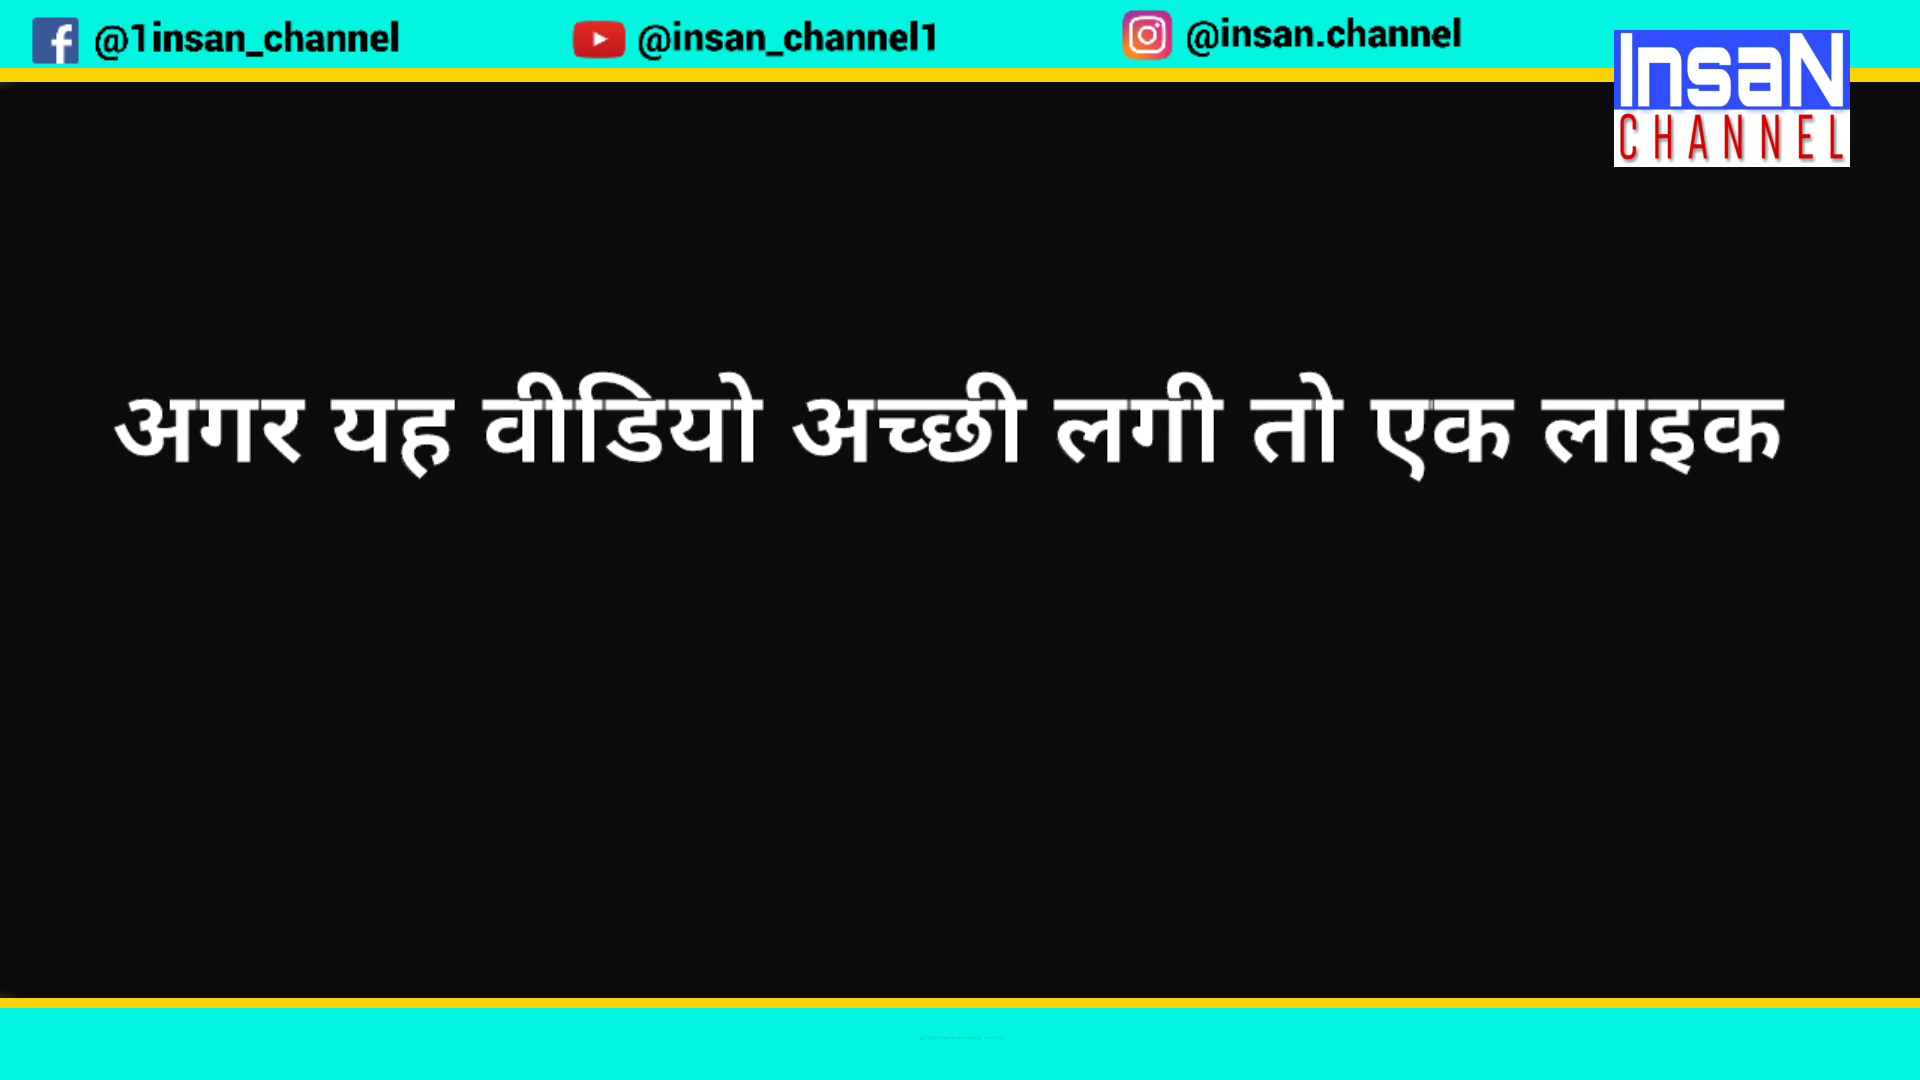 @1insan_channel @insan_channel1 @insan.channel
InsaN
CHANNEL
अगर यह वीडियो अच्छी लगी तो एक लाइक